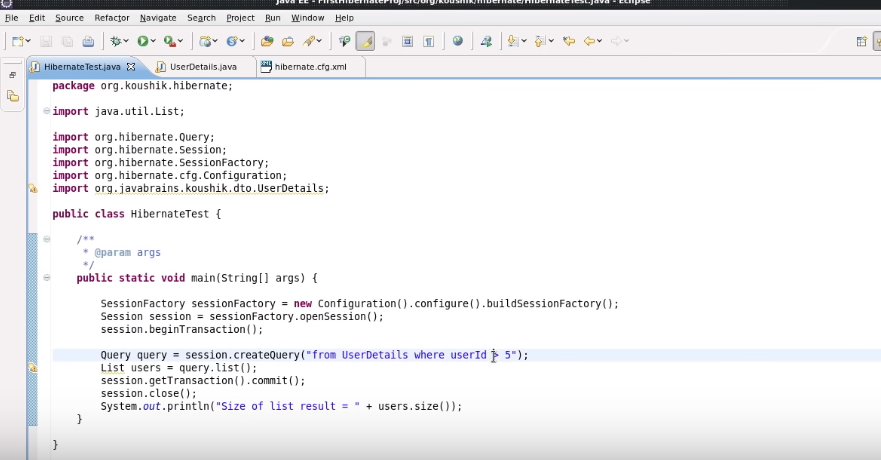 Java EE - FirstHibernateProj/src/org/koushik/hibernate/HibernateTest.java - Eclipse
File Edit Source Refactor Navigate Search Project Run Window Help
HibernateTest.java UserDetails.java hibernate.cfg.xml
package org.koushik.hibernate;
import java.util.List;
import org.hibernate.Query;
import org.hibernate.Session;
import org.hibernate.SessionFactory;
import org.hibernate.cfg.Configuration;
import org.javabrains.koushik.dto.UserDetails;
public class HibernateTest {
/**
* @param args
*/
public static void main(String[] args) {
SessionFactory sessionFactory = new Configuration().configure().buildSessionFactory();
Session session = sessionFactory.openSession();
session.beginTransaction();
Query query = session.createQuery("from UserDetails where userId > 5");
List users = query.list();
session.getTransaction().commit();
session.close();
System.out.println("Size of list result = " + users.size());
}
}